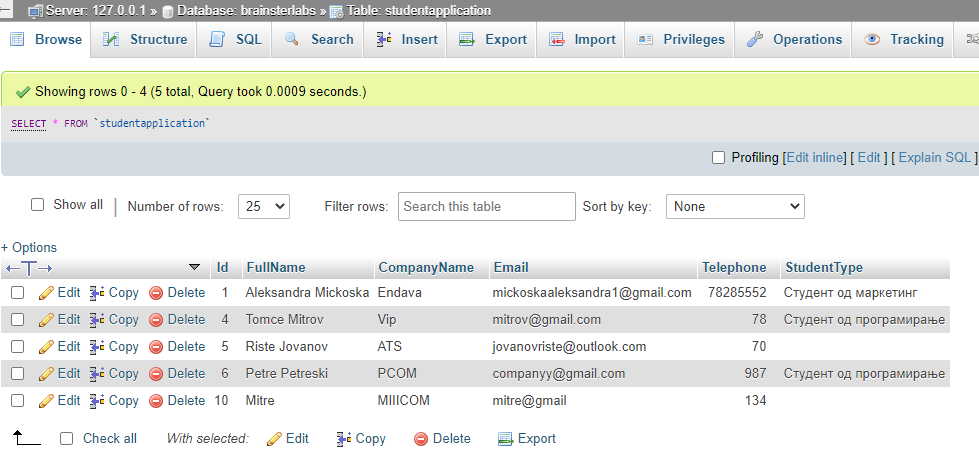 Server: 127.0.0.1 » Database: brainsterlabs » Table: studentapplication
Browse Structure SQL Search Insert Export Import Privileges Operations Tracking
Showing rows 0 - 4 (5 total, Query took 0.0009 seconds.)
SELECT * FROM `studentapplication`
Profiling [Edit inline] [ Edit ] [ Explain SQL ]
Show all | Number of rows: 25 Filter rows: Search this table Sort by key: None
+ Options
←T→ Id FullName CompanyName Email Telephone StudentType
Edit Copy Delete 1 Aleksandra Mickoska Endava mickoskaaleksandra1@gmail.com 78285552 Студент од маркетинг
Edit Copy Delete 4 Tomce Mitrov Vip mitrov@gmail.com 78 Студент од програмирање
Edit Copy Delete 5 Riste Jovanov ATS jovanovriste@outlook.com 70
Edit Copy Delete 6 Petre Petreski PCOM companyy@gmail.com 987 Студент од програмирање
Edit Copy Delete 10 Mitre MIIICOM mitre@gmail 134
Check all With selected: Edit Copy Delete Export